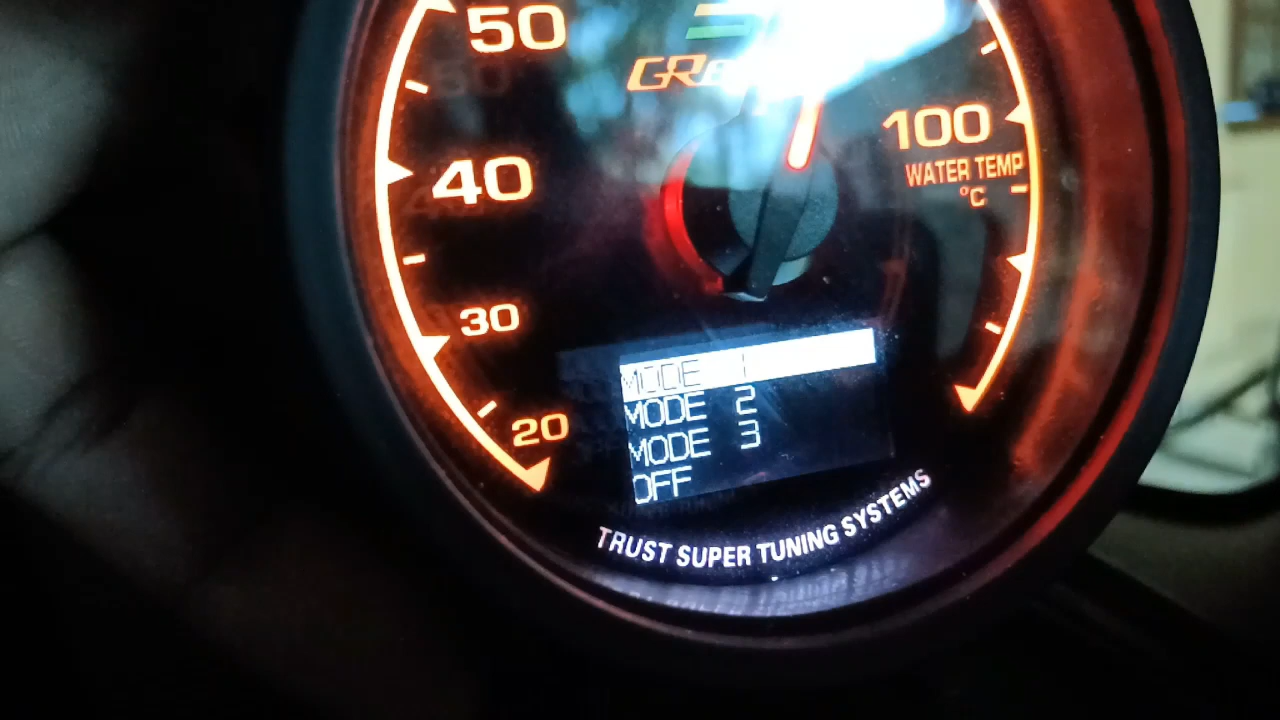 50
40
30
20
100
WATER TEMP
°C
MODE 1
MODE 2
MODE 3
OFF
TRUST SUPER TUNING SYSTEMS